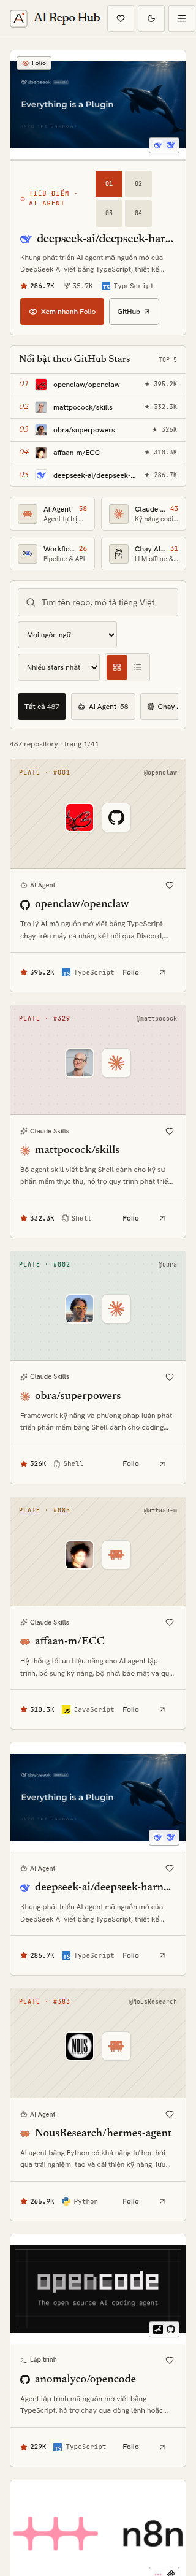 AI Repo Hub
Folio
deepseek
Everything is a Plugin
TIÊU ĐIỂM ·
AI AGENT
01
02
03
04
deepseek-ai/deepseek-har...
Khung phát triển AI agent mã nguồn mở của
DeepSeek AI viết bằng TypeScript, thiết kế...
286.7K
35.7K
TypeScript
Xem nhanh Folio
GitHub
Nổi bật theo GitHub Stars
TOP 5
01
openclaw/openclaw
★ 395.2K
02
mattpocock/skills
★ 332.3K
03
obra/superpowers
★ 326K
04
affaan-m/ECC
★ 310.3K
05
deepseek-ai/deepseek-...
★ 286.7K
AI Agent
58
Agent tự trị ...
Claude ...
43
Kỹ năng codi...
Dify
Workflo...
26
Pipeline & API
Chạy AI...
31
LLM offline &...
Tìm tên repo, mô tả tiếng Việt
Mọi ngôn ngữ
Nhiều stars nhất
Tất cả 487
AI Agent 58
Chạy
487 repository · trang 1/41
PLATE · #001
@openclaw
AI Agent
openclaw/openclaw
Trợ lý AI mã nguồn mở viết bằng TypeScript
chạy trên máy cá nhân, kết nối qua Discord,...
395.2K
TypeScript
Folio
PLATE · #329
@mattpocock
Claude Skills
mattpocock/skills
Bộ agent skill viết bằng Shell dành cho kỹ sư
phần mềm thực thụ, hỗ trợ quy trình phát triể...
332.3K
Shell
Folio
PLATE · #002
@obra
Claude Skills
obra/superpowers
Framework kỹ năng và phương pháp luận phát
triển phần mềm bằng Shell dành cho coding...
326K
Shell
Folio
PLATE · #085
@affaan-m
Claude Skills
affaan-m/ECC
Hệ thống tối ưu hiệu năng cho AI agent lập
trình, bổ sung kỹ năng, bộ nhớ, bảo mật và qu...
310.3K
JS
JavaScript
Folio
deepseek
Everything is a Plugin
AI Agent
deepseek-ai/deepseek-harn...
Khung phát triển AI agent mã nguồn mở của
DeepSeek AI viết bằng TypeScript, thiết kế...
286.7K
TypeScript
Folio
PLATE · #383
@NousResearch
NOUS
AI Agent
NousResearch/hermes-agent
AI agent bằng Python có khả năng tự học hỏi
qua trải nghiệm, tạo và cải thiện kỹ năng, lưu...
265.9K
Python
Folio
opencode
The open source AI coding agent
Lập trình
anomalyco/opencode
Agent lập trình mã nguồn mở viết bằng
TypeScript, hỗ trợ chạy qua dòng lệnh hoặc...
229K
TypeScript
Folio
n8n